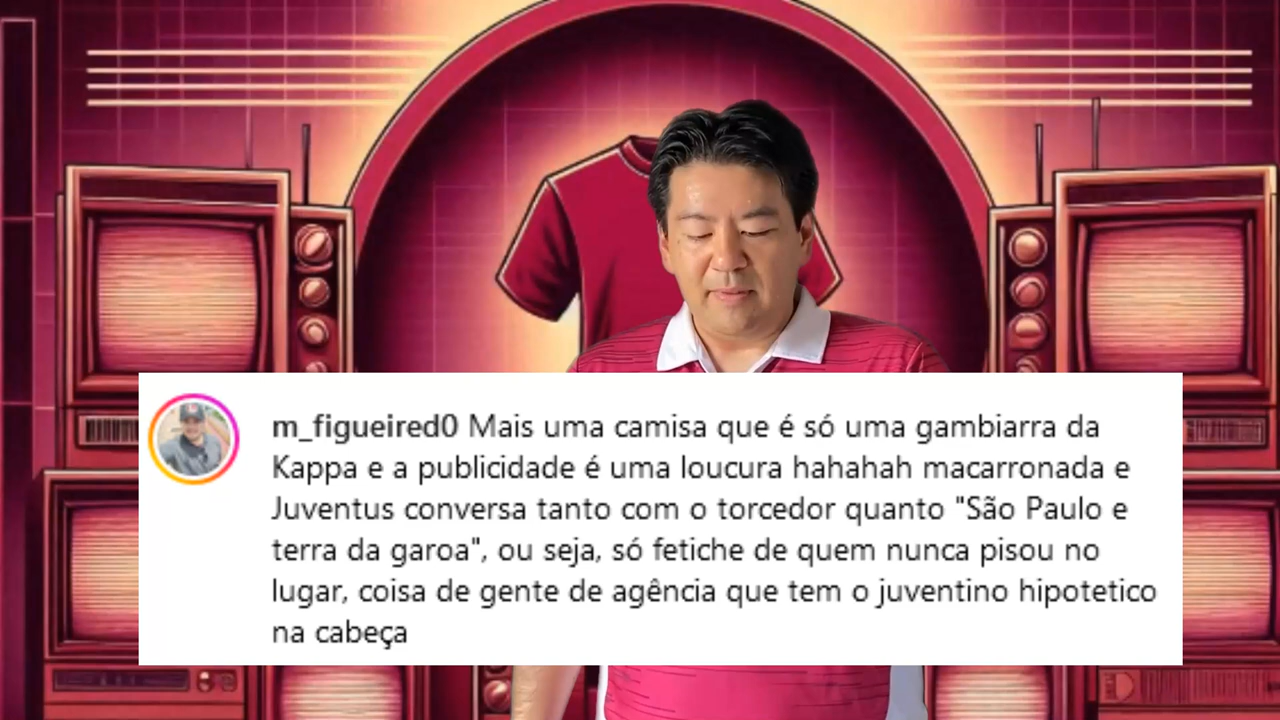 m_figueired0 Mais uma camisa que é só uma gambiarra da
Kappa e a publicidade é uma loucura hahahah macarronada e
Juventus conversa tanto com o torcedor quanto "São Paulo e
terra da garoa", ou seja, só fetiche de quem nunca pisou no
lugar, coisa de gente de agência que tem o juventino hipotetico
na cabeça